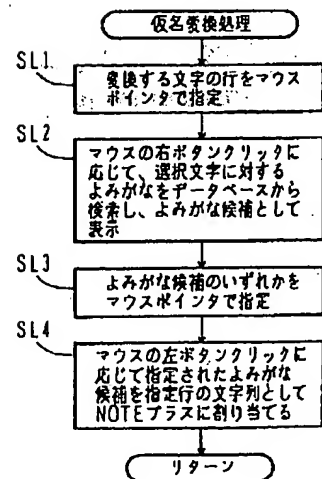 仮名変換処理
SL1
変換する文字の行をマウス
ポインタで指定
SL2
マウスの右ボタンクリックに
応じて、選択文字に対する
よみがなをデータベースから
検索し、よみがな候補として
表示
SL3
よみがな候補のいずれかを
マウスポインタで指定
SL4
マウスの左ボタンクリックに
応じて指定されたよみがな
候補を指定行の文字列として
NOTEプラスに割り当てる
リターン